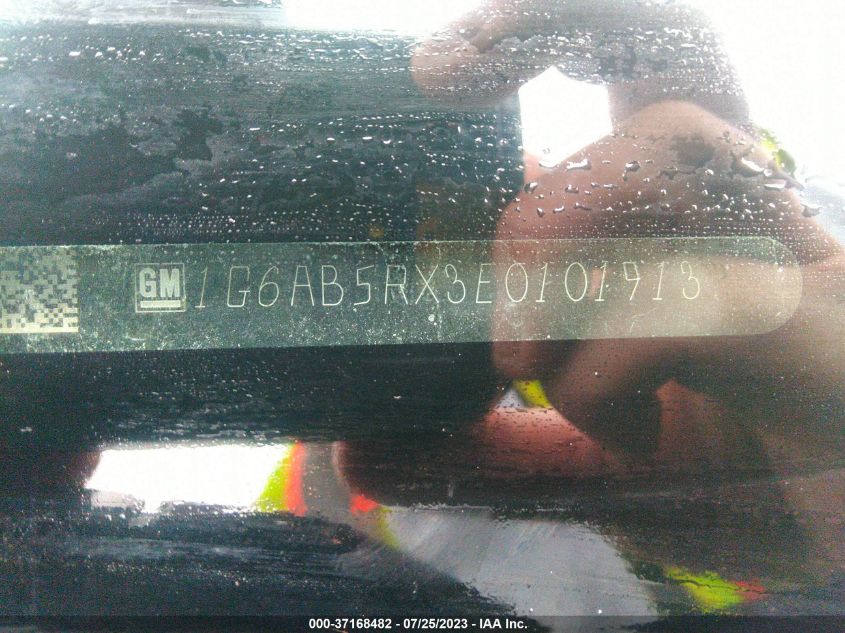 GM 1G6AB5RX3E0101913
000-37168482 - 07/25/2023 - IAA Inc.